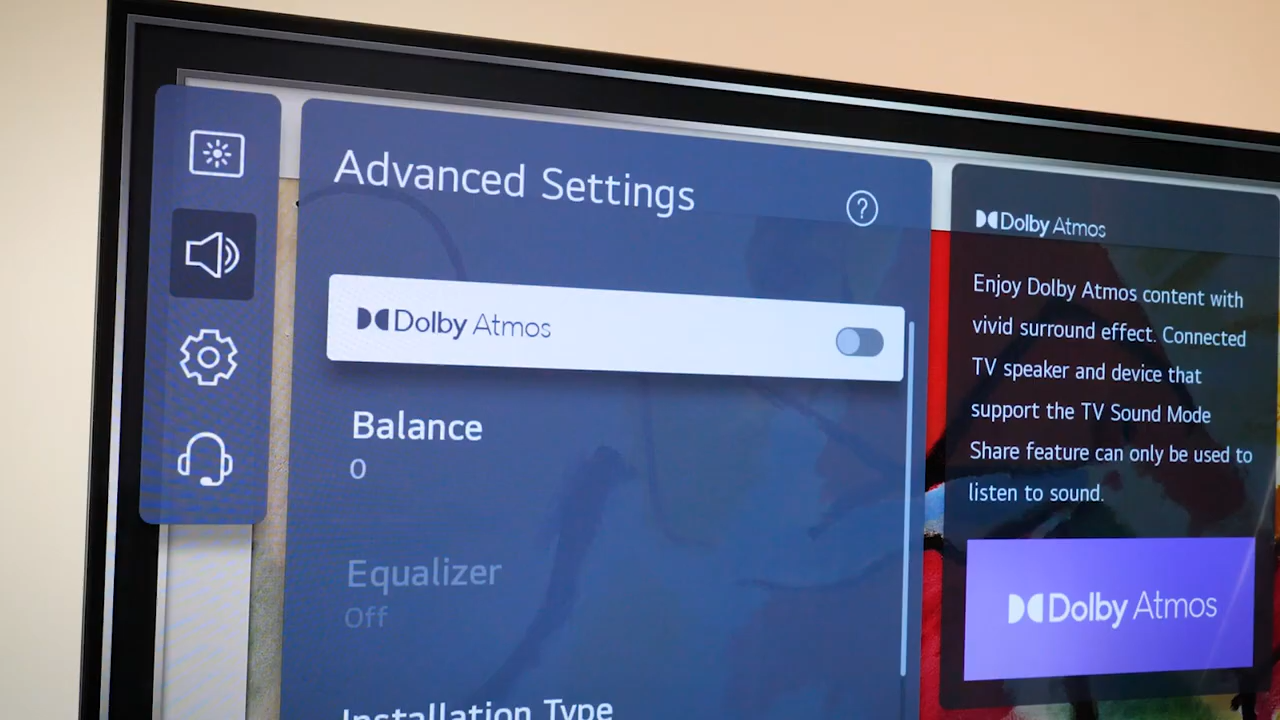 Advanced Settings
?
Dolby Atmos
Balance
0
Equalizer
Off
Installation Type
Dolby Atmos
Enjoy Dolby Atmos content with
vivid surround effect. Connected
TV speaker and device that
support the TV Sound Mode
Share feature can only be used to
listen to sound.
Dolby Atmos